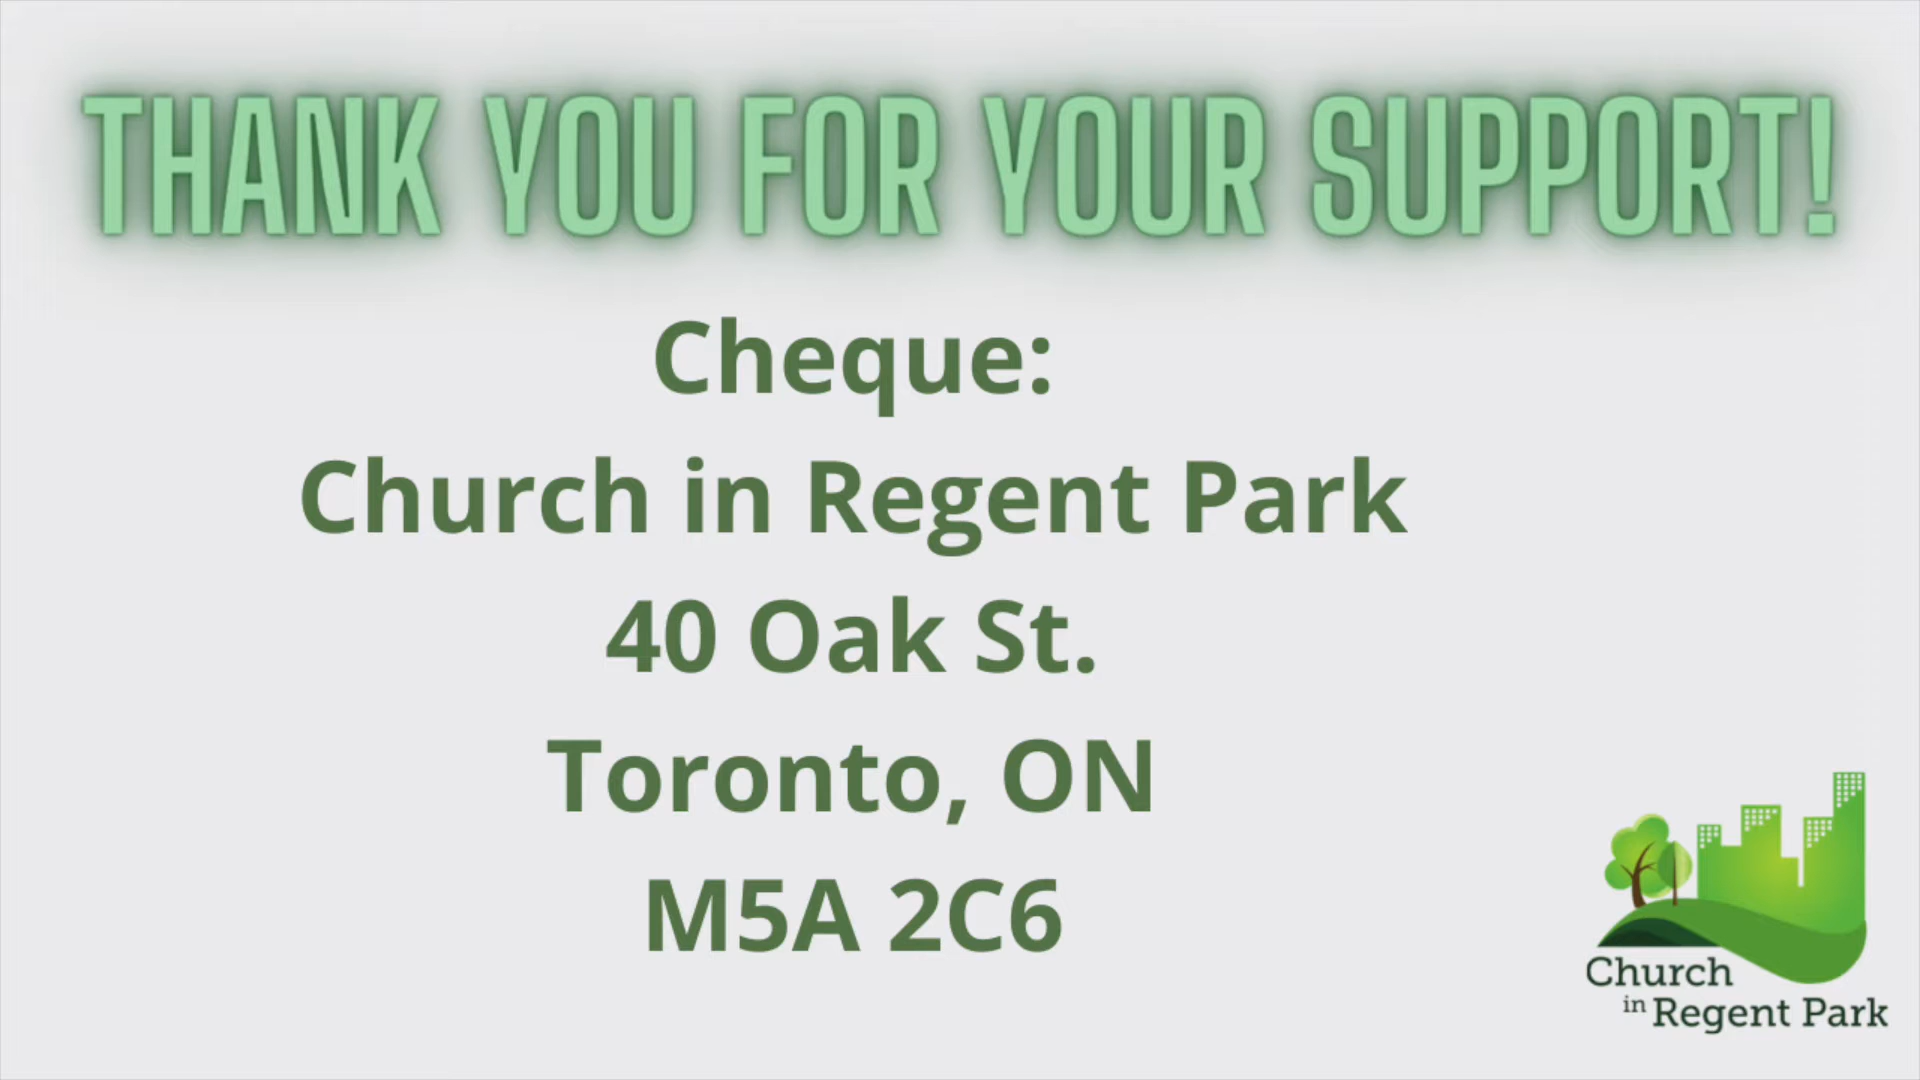 THANK YOU FOR YOUR SUPPORT!
Cheque:
Church in Regent Park
40 Oak St.
Toronto, ON
M5A 2C6
Church
in Regent Park